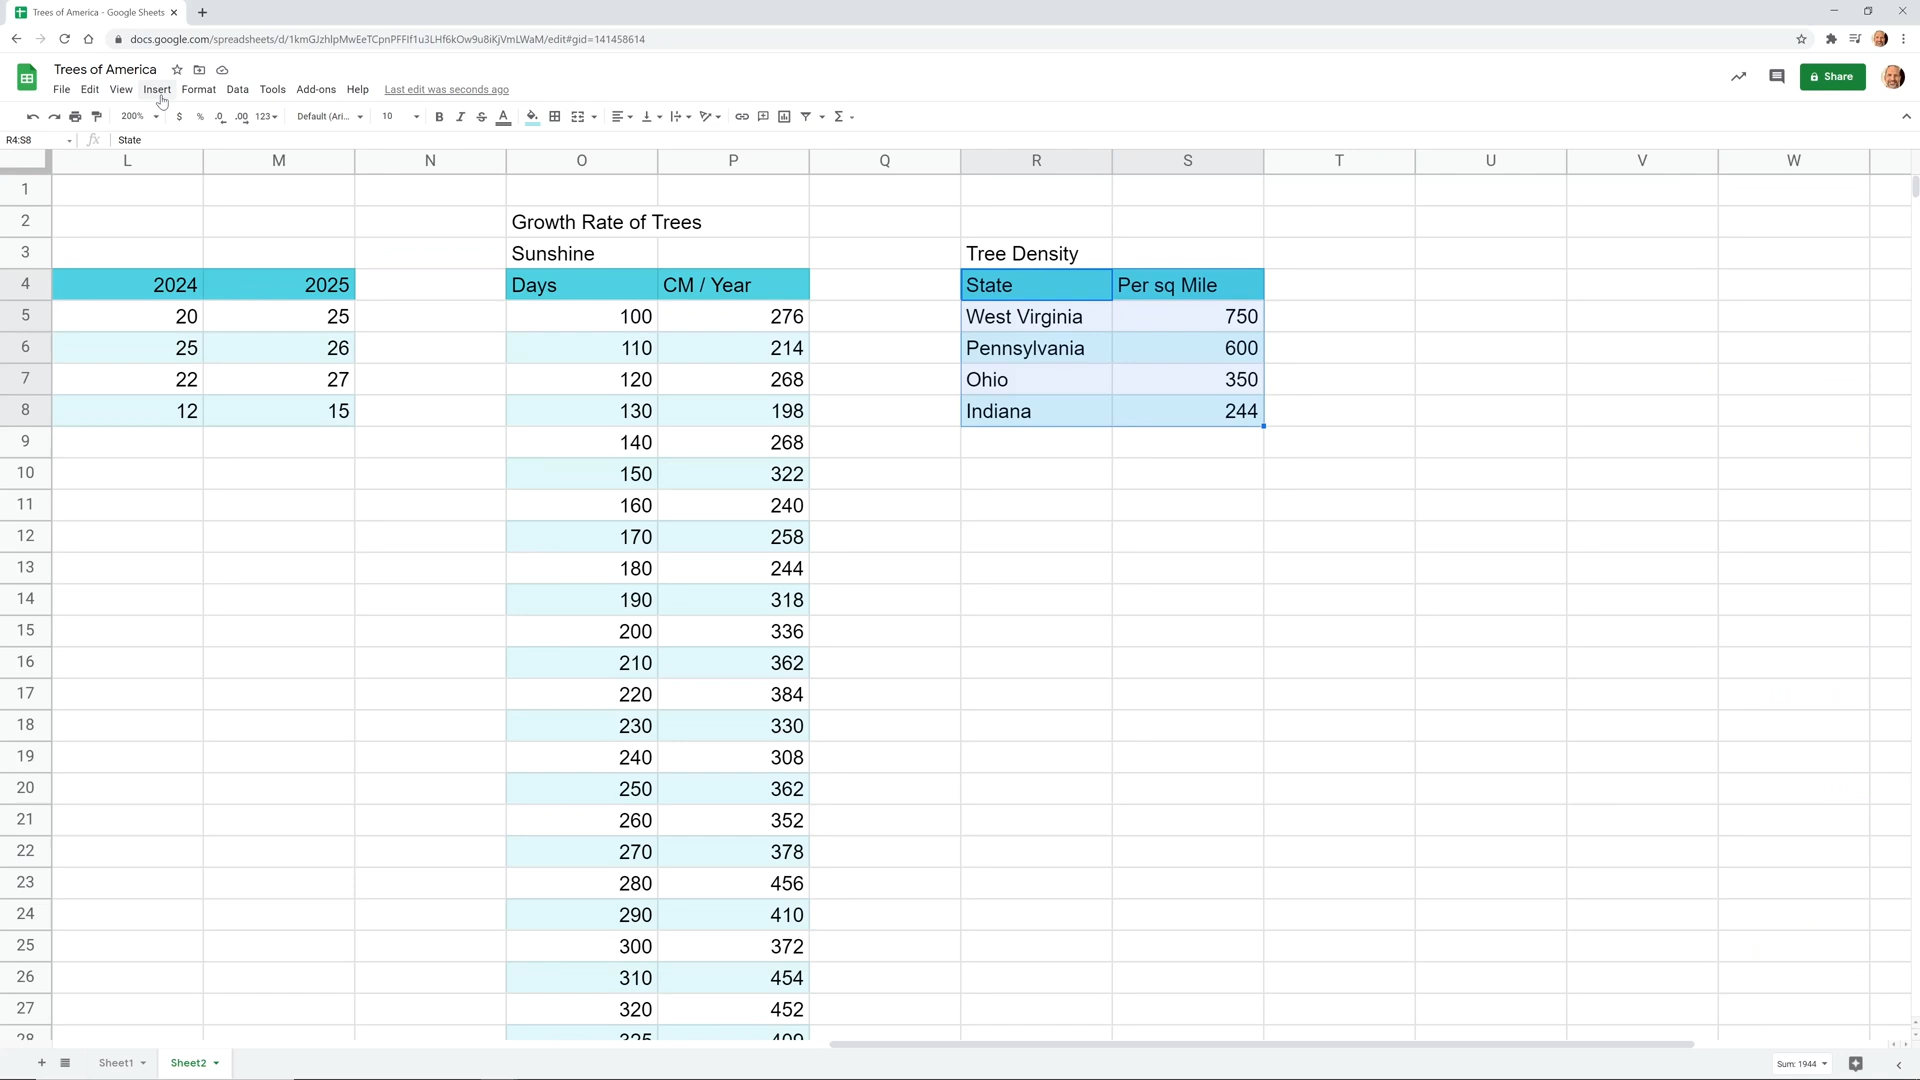 Trees of America - Google Sheets
docs.google.com/spreadsheets/d/1kmGJzhlpMwEeTCpnPFFlf1u3LHf6kOw9u8iKjVmLWaM/edit#gid=141458614
Trees of America
Share
File Edit View Insert Format Data Tools Add-ons Help Last edit was seconds ago
200% $ % .0 .00 123 Default (Ari... 10 B I S A
R4:S8 fx State
L M N O P Q R S T U V W
1
2 Growth Rate of Trees
3 Sunshine Tree Density
4 2024 2025 Days CM / Year State Per sq Mile
5 20 25 100 276 West Virginia 750
6 25 26 110 214 Pennsylvania 600
7 22 27 120 268 Ohio 350
8 12 15 130 198 Indiana 244
9 140 268
10 150 322
11 160 240
12 170 258
13 180 244
14 190 318
15 200 336
16 210 362
17 220 384
18 230 330
19 240 308
20 250 362
21 260 352
22 270 378
23 280 456
24 290 410
25 300 372
26 310 454
27 320 452
28 325 409
Sheet1 Sheet2 Sum: 1944